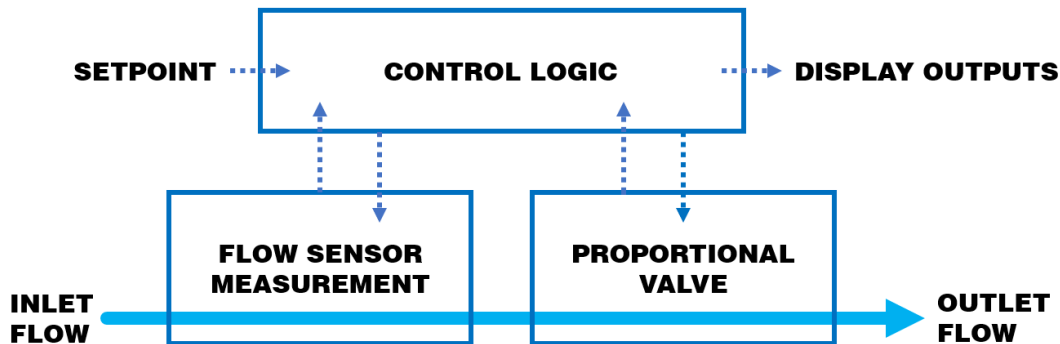 SETPOINT
CONTROL LOGIC
DISPLAY OUTPUTS
FLOW SENSOR
MEASUREMENT
PROPORTIONAL
VALVE
INLET
FLOW
OUTLET
FLOW